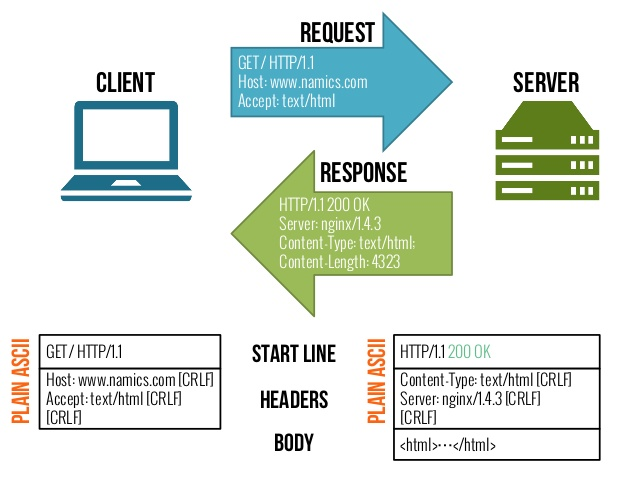 REQUEST
GET / HTTP/1.1
Host: www.namics.com
Accept: text/html
CLIENT
SERVER
RESPONSE
HTTP/1.1 200 OK
Server: nginx/1.4.3
Content-Type: text/html;
Content-Length: 4323
PLAIN ASCII
GET / HTTP/1.1
Host: www.namics.com [CRLF]
Accept: text/html [CRLF]
[CRLF]
START LINE
HEADERS
BODY
PLAIN ASCII
HTTP/1.1 200 OK
Content-Type: text/html [CRLF]
Server: nginx/1.4.3 [CRLF]
[CRLF]
<html>···</html>